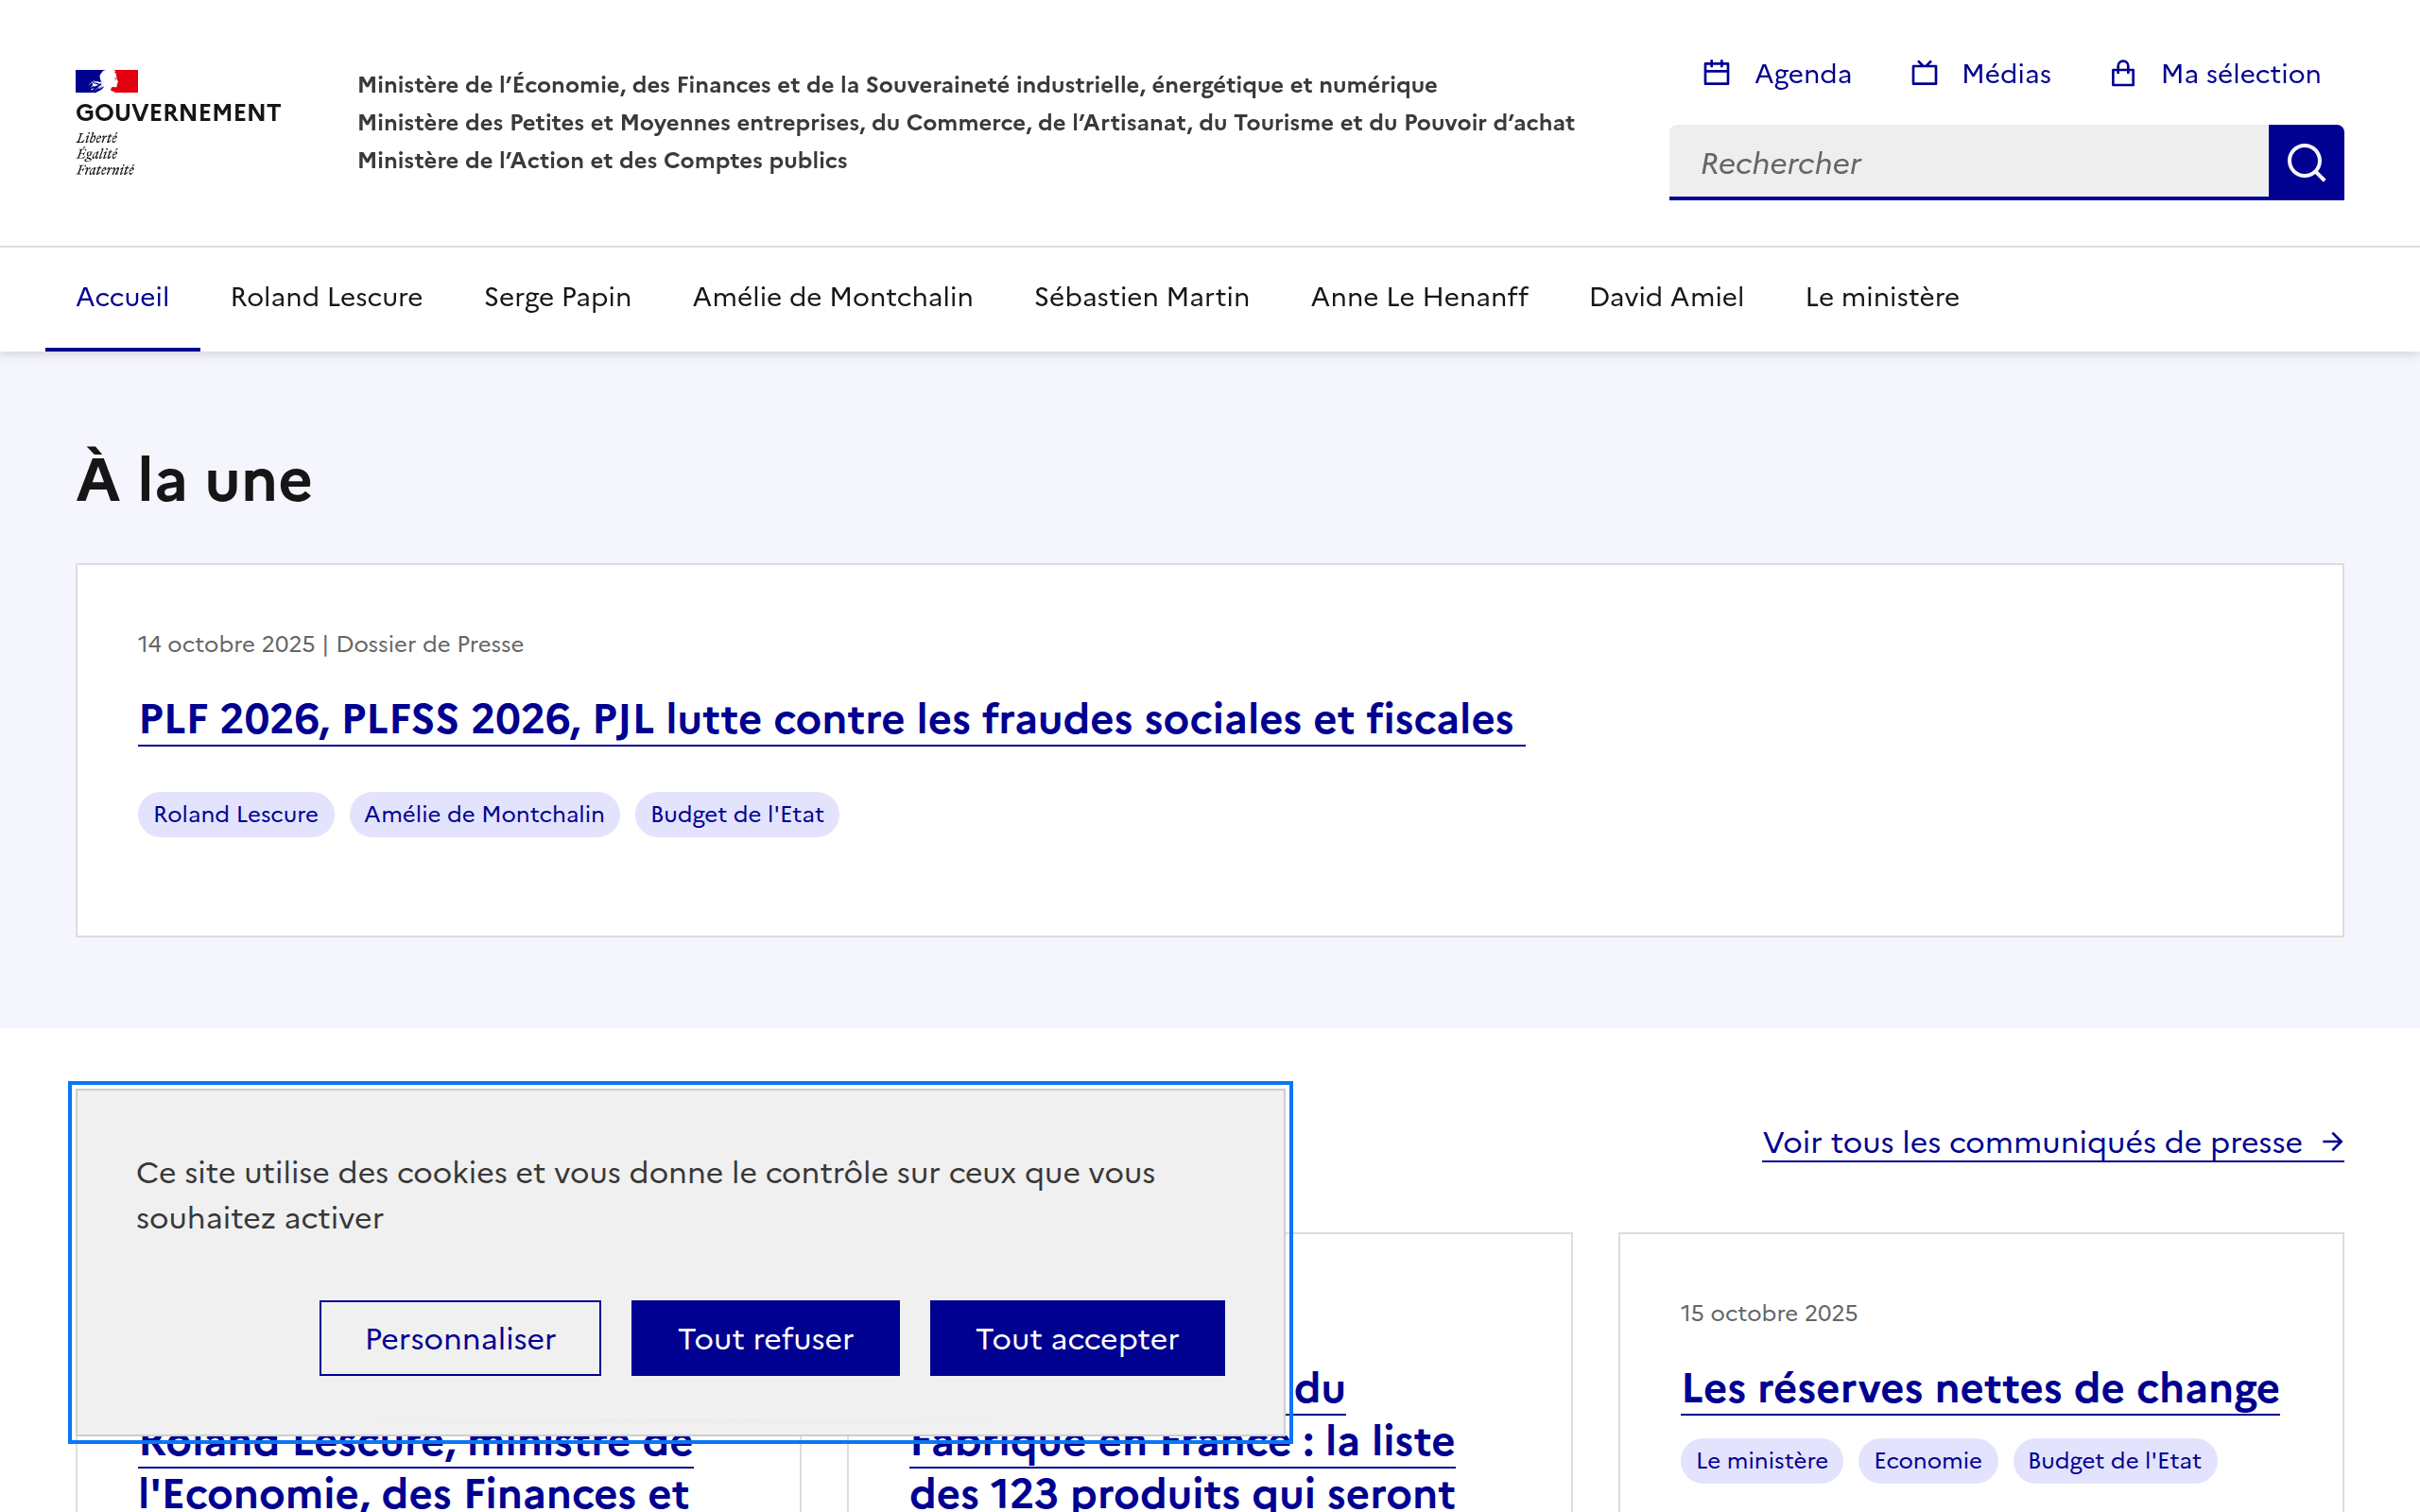 GOUVERNEMENT
Liberté
Égalité
Fraternité
Ministère de l’Économie, des Finances et de la Souveraineté industrielle, énergétique et numérique
Ministère des Petites et Moyennes entreprises, du Commerce, de l’Artisanat, du Tourisme et du Pouvoir d’achat
Ministère de l’Action et des Comptes publics
Agenda Médias Ma sélection
Rechercher
Accueil Roland Lescure Serge Papin Amélie de Montchalin Sébastien Martin Anne Le Henanff David Amiel Le ministère
À la une
14 octobre 2025 | Dossier de Presse
PLF 2026, PLFSS 2026, PJL lutte contre les fraudes sociales et fiscales
Roland Lescure Amélie de Montchalin Budget de l'Etat
Voir tous les communiqués de presse
Ce site utilise des cookies et vous donne le contrôle sur ceux que vous
souhaitez activer
Personnaliser Tout refuser Tout accepter
du
Roland Lescure, ministre de
l'Economie, des Finances et
Fabriqué en France : la liste
des 123 produits qui seront
15 octobre 2025
Les réserves nettes de change
Le ministère Economie Budget de l'Etat